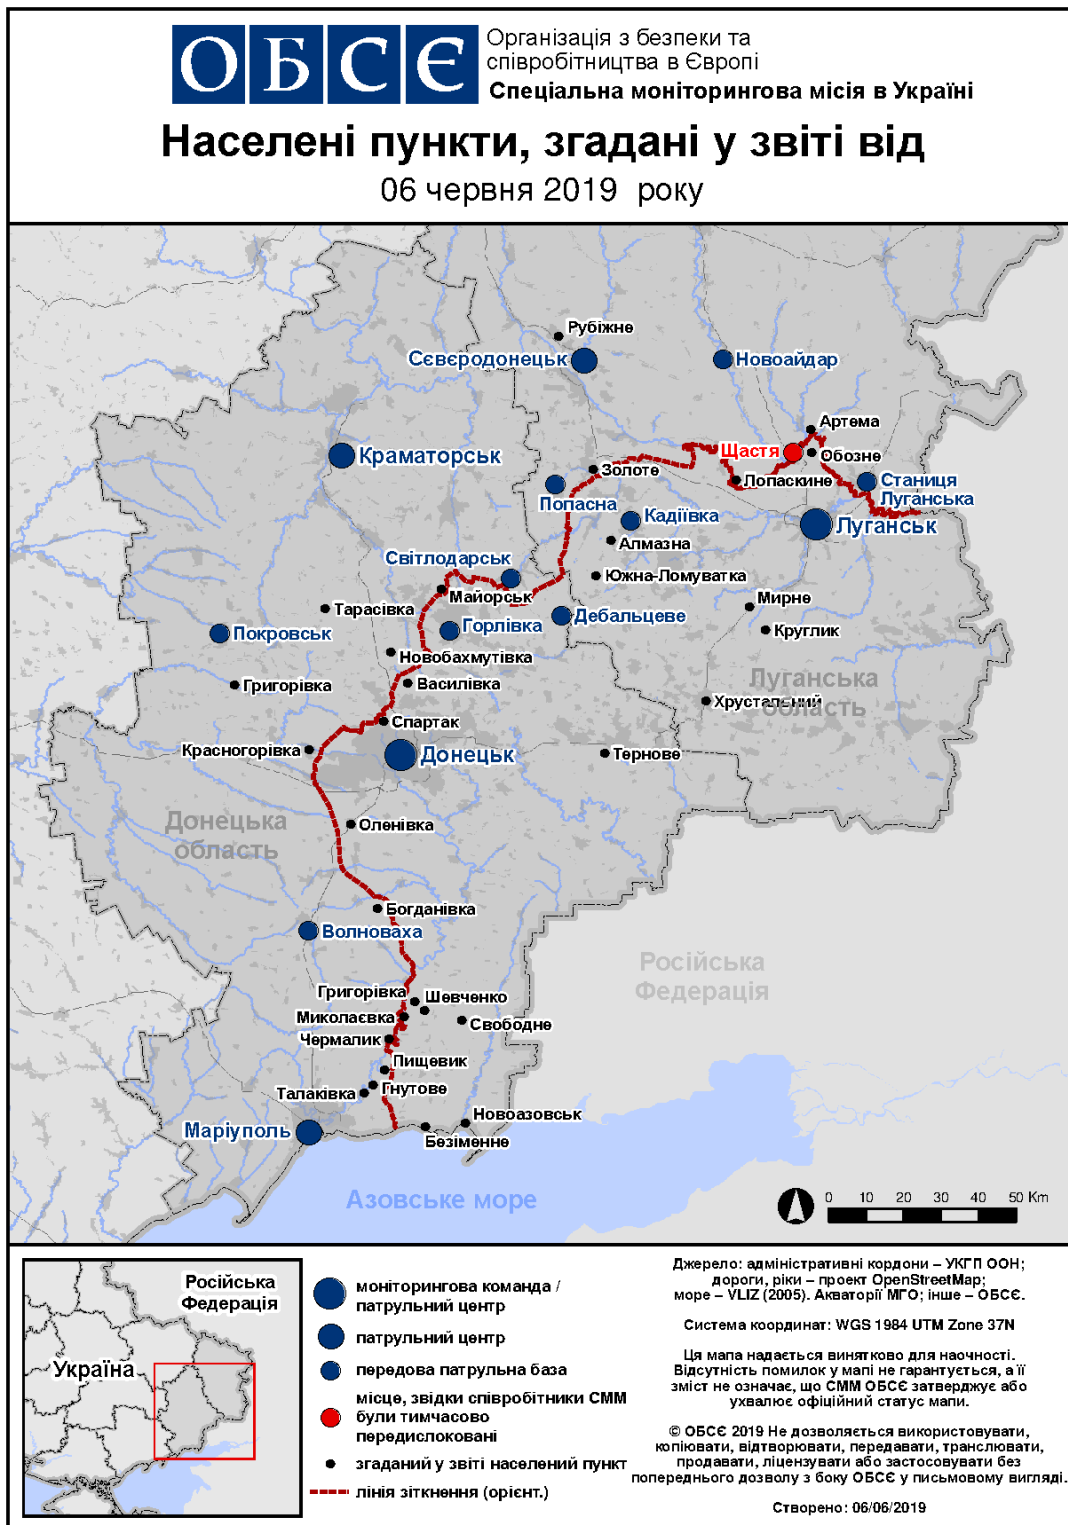 ОБСЄ
Організація з безпеки та
співробітництва в Європі
Спеціальна моніторингова місія в Україні
Населені пункти, згадані у звіті від
06 червня 2019 року
Рубіжне
Сєвєродонецьк
Новоайдар
Артема
Щастя
Обозне
Краматорськ
Золоте
Лопаскине
Станиця
Луганська
Попасна
Кадіївка
Луганськ
Алмазна
Світлодарськ
Южна-Ломуватка
Майорськ
Мирне
Тарасівка
Дебальцеве
Горлівка
Покровськ
Круглик
Новобахмутівка
Григорівка
Василівка
Луганська
область
Хрустальний
Спартак
Красногорівка
Донецьк
Тернове
Донецька
область
Оленівка
Богданівка
Волноваха
Російська
Федерація
Григорівка
Шевченко
Миколаєвка
Свободне
Чермалик
Пищевик
Гнутове
Талаківка
Новоазовськ
Маріуполь
Безіменне
Азовське море
0 10 20 30 40 50 Km
Російська
Федерація
Україна
моніторингова команда /
патрульний центр
патрульний центр
передова патрульна база
місце, звідки співробітники СММ
були тимчасово
передислоковані
згаданий у звіті населений пункт
лінія зіткнення (орієнт.)
Джерело: адміністративні кордони – УКГП ООН;
дороги, ріки – проект OpenStreetMap;
море – VLIZ (2005). Акваторії МГО; інше – ОБСЄ.
Система координат: WGS 1984 UTM Zone 37N
Ця мапа надається винятково для наочності.
Відсутність помилок у мапі не гарантується, а її
зміст не означає, що СММ ОБСЄ затверджує або
ухвалює офіційний статус мапи.
© ОБСЄ 2019 Не дозволяється використовувати,
копіювати, відтворювати, передавати, транслювати,
продавати, ліцензувати або застосовувати без
попереднього дозволу з боку ОБСЄ у письмовому вигляді.
Створено: 06/06/2019